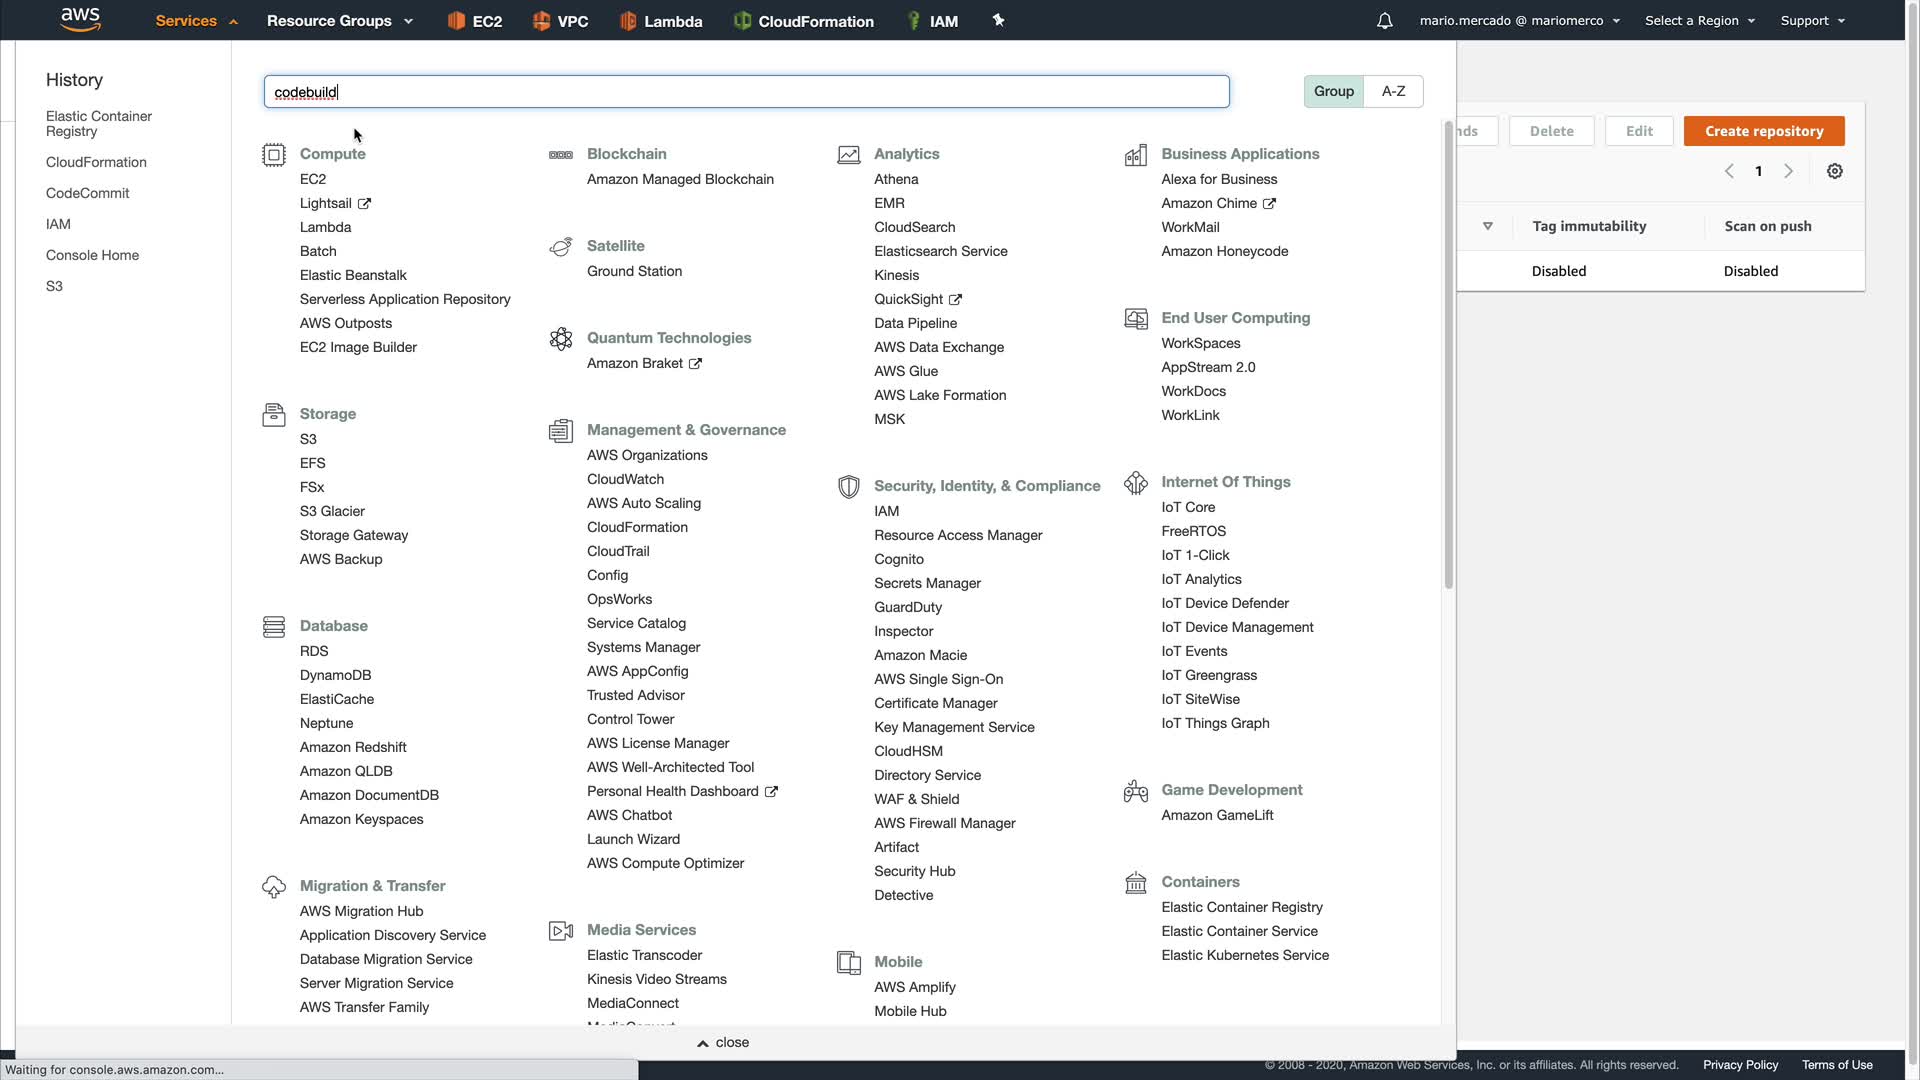 aws
Services
Resource Groups
EC2
VPC
Lambda
CloudFormation
IAM
mario.mercado @ mariomerco
Select a Region
Support
History
Elastic Container
Registry
CloudFormation
CodeCommit
IAM
Console Home
S3
codebuild
Group
A-Z
Compute
EC2
Lightsail
Lambda
Batch
Elastic Beanstalk
Serverless Application Repository
AWS Outposts
EC2 Image Builder
Storage
S3
EFS
FSx
S3 Glacier
Storage Gateway
AWS Backup
Database
RDS
DynamoDB
ElastiCache
Neptune
Amazon Redshift
Amazon QLDB
Amazon DocumentDB
Amazon Keyspaces
Migration & Transfer
AWS Migration Hub
Application Discovery Service
Database Migration Service
Server Migration Service
AWS Transfer Family
Blockchain
Amazon Managed Blockchain
Satellite
Ground Station
Quantum Technologies
Amazon Braket
Management & Governance
AWS Organizations
CloudWatch
AWS Auto Scaling
CloudFormation
CloudTrail
Config
OpsWorks
Service Catalog
Systems Manager
AWS AppConfig
Trusted Advisor
Control Tower
AWS License Manager
AWS Well-Architected Tool
Personal Health Dashboard
AWS Chatbot
Launch Wizard
AWS Compute Optimizer
Media Services
Elastic Transcoder
Kinesis Video Streams
MediaConnect
Analytics
Athena
EMR
CloudSearch
Elasticsearch Service
Kinesis
QuickSight
Data Pipeline
AWS Data Exchange
AWS Glue
AWS Lake Formation
MSK
Security, Identity, & Compliance
IAM
Resource Access Manager
Cognito
Secrets Manager
GuardDuty
Inspector
Amazon Macie
AWS Single Sign-On
Certificate Manager
Key Management Service
CloudHSM
Directory Service
WAF & Shield
AWS Firewall Manager
Artifact
Security Hub
Detective
Mobile
AWS Amplify
Mobile Hub
Business Applications
Alexa for Business
Amazon Chime
WorkMail
Amazon Honeycode
End User Computing
WorkSpaces
AppStream 2.0
WorkDocs
WorkLink
Internet Of Things
IoT Core
FreeRTOS
IoT 1-Click
IoT Analytics
IoT Device Defender
IoT Device Management
IoT Events
IoT Greengrass
IoT SiteWise
IoT Things Graph
Game Development
Amazon GameLift
Containers
Elastic Container Registry
Elastic Container Service
Elastic Kubernetes Service
close
nds
Delete
Edit
Create repository
1
Tag immutability
Scan on push
Disabled
Disabled
Waiting for console.aws.amazon.com...
© 2008 - 2020, Amazon Web Services, Inc. or its affiliates. All rights reserved.
Privacy Policy
Terms of Use